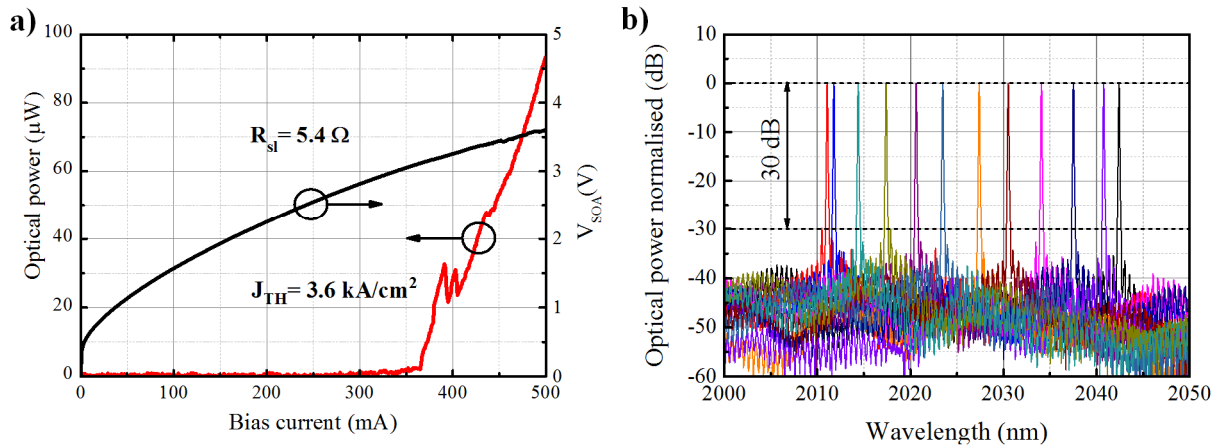 a)
100
80
60
40
20
0
Optical power (µW)
5
4
3
2
1
0
V_SOA(V)
R_sl= 5.4 Ω
J_TH= 3.6 kA/cm²
0 100 200 300 400 500
Bias current (mA)
b)
10
0
-10
-20
-30
-40
-50
-60
Optical power normalised (dB)
30 dB
2000 2010 2020 2030 2040 2050
Wavelength (nm)